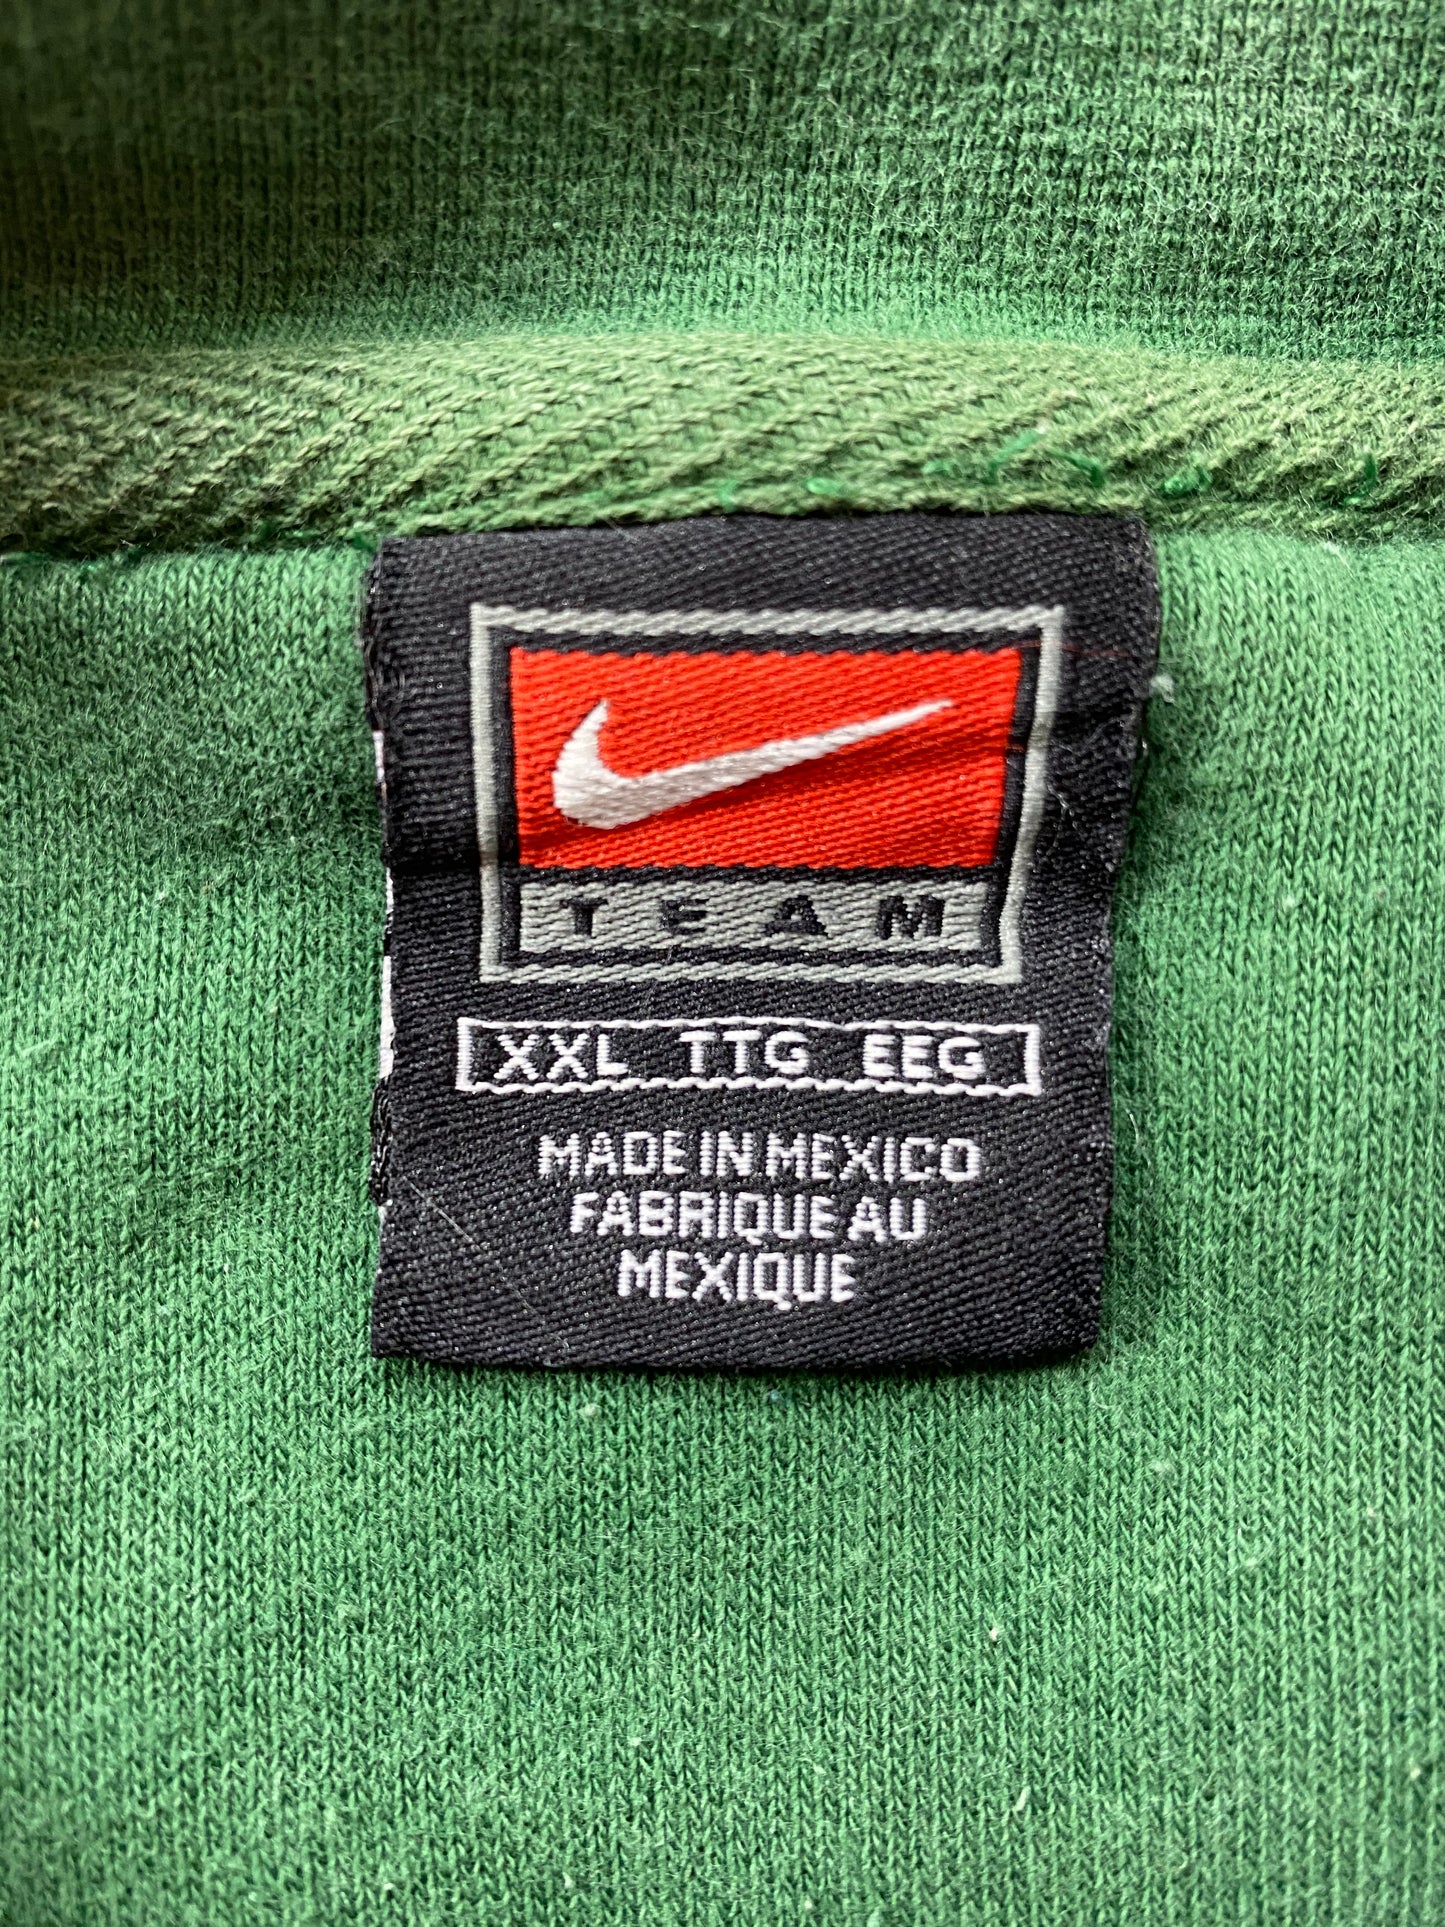 TEAM
XXL TTG EEG
MADE IN MEXICO
FABRIQUE AU
MEXIQUE